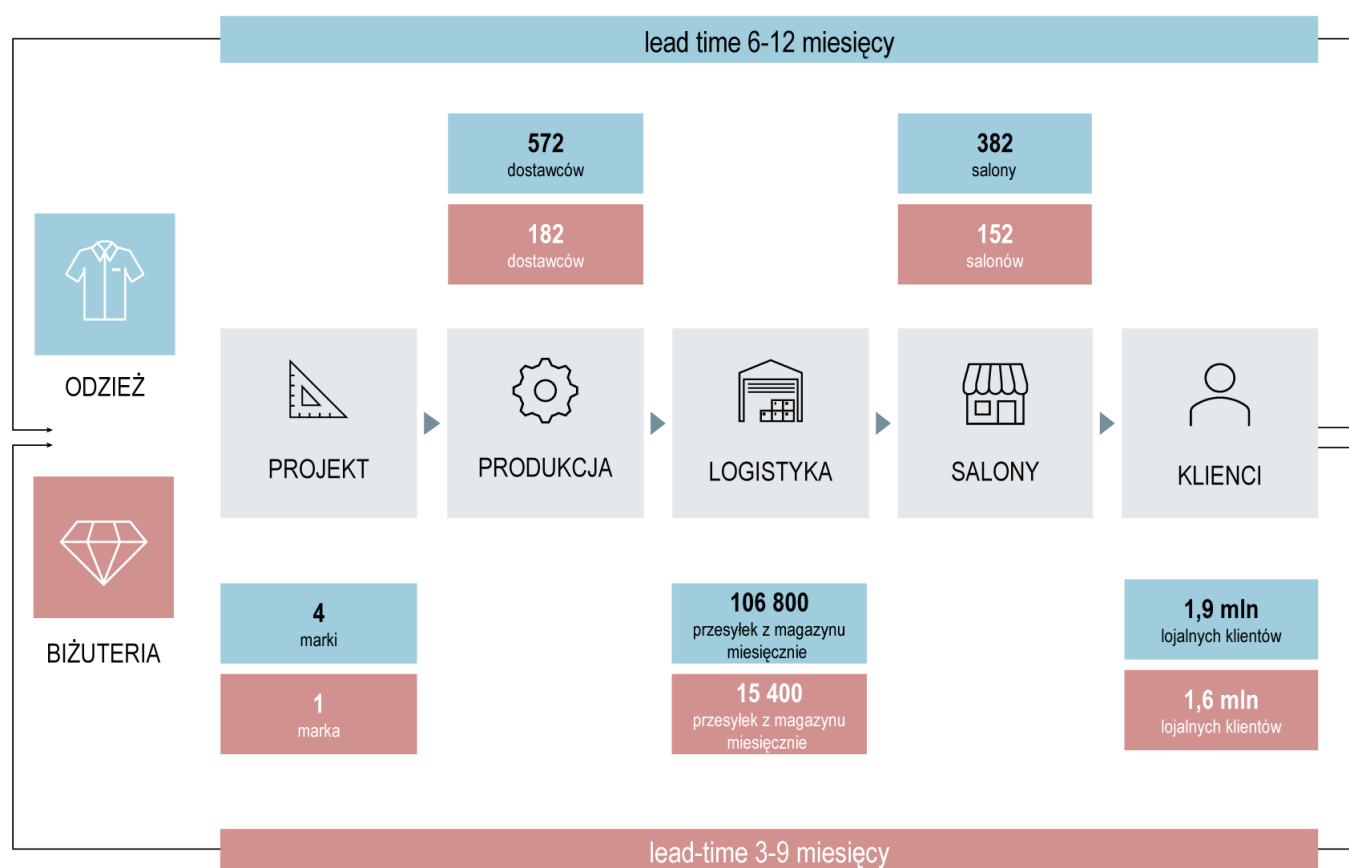 lead time 6-12 miesięcy
572
dostawców
382
salony
182
dostawców
152
salonów
ODZIEŻ
PROJEKT
PRODUKCJA
LOGISTYKA
SALONY
KLIENCI
BIŻUTERIA
4
marki
106 800
przesyłek z magazynu
miesięcznie
1,9 mln
lojalnych klientów
1
marka
15 400
przesyłek z magazynu
miesięcznie
1,6 mln
lojalnych klientów
lead-time 3-9 miesięcy